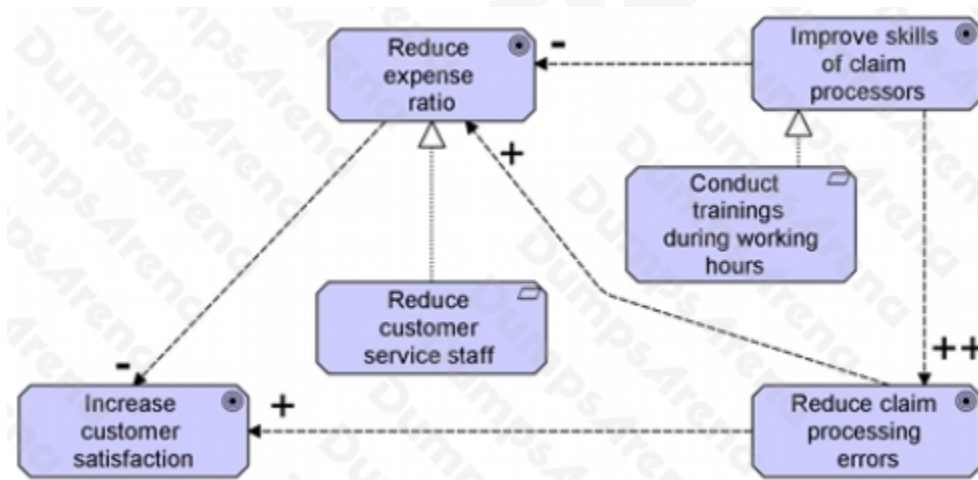 Reduce
expense
ratio
-
Improve skills
of claim
processors
+
Conduct
trainings
during working
hours
Reduce
customer
service staff
-
Increase
customer
satisfaction
+
++
Reduce claim
processing
errors
DumpsArena